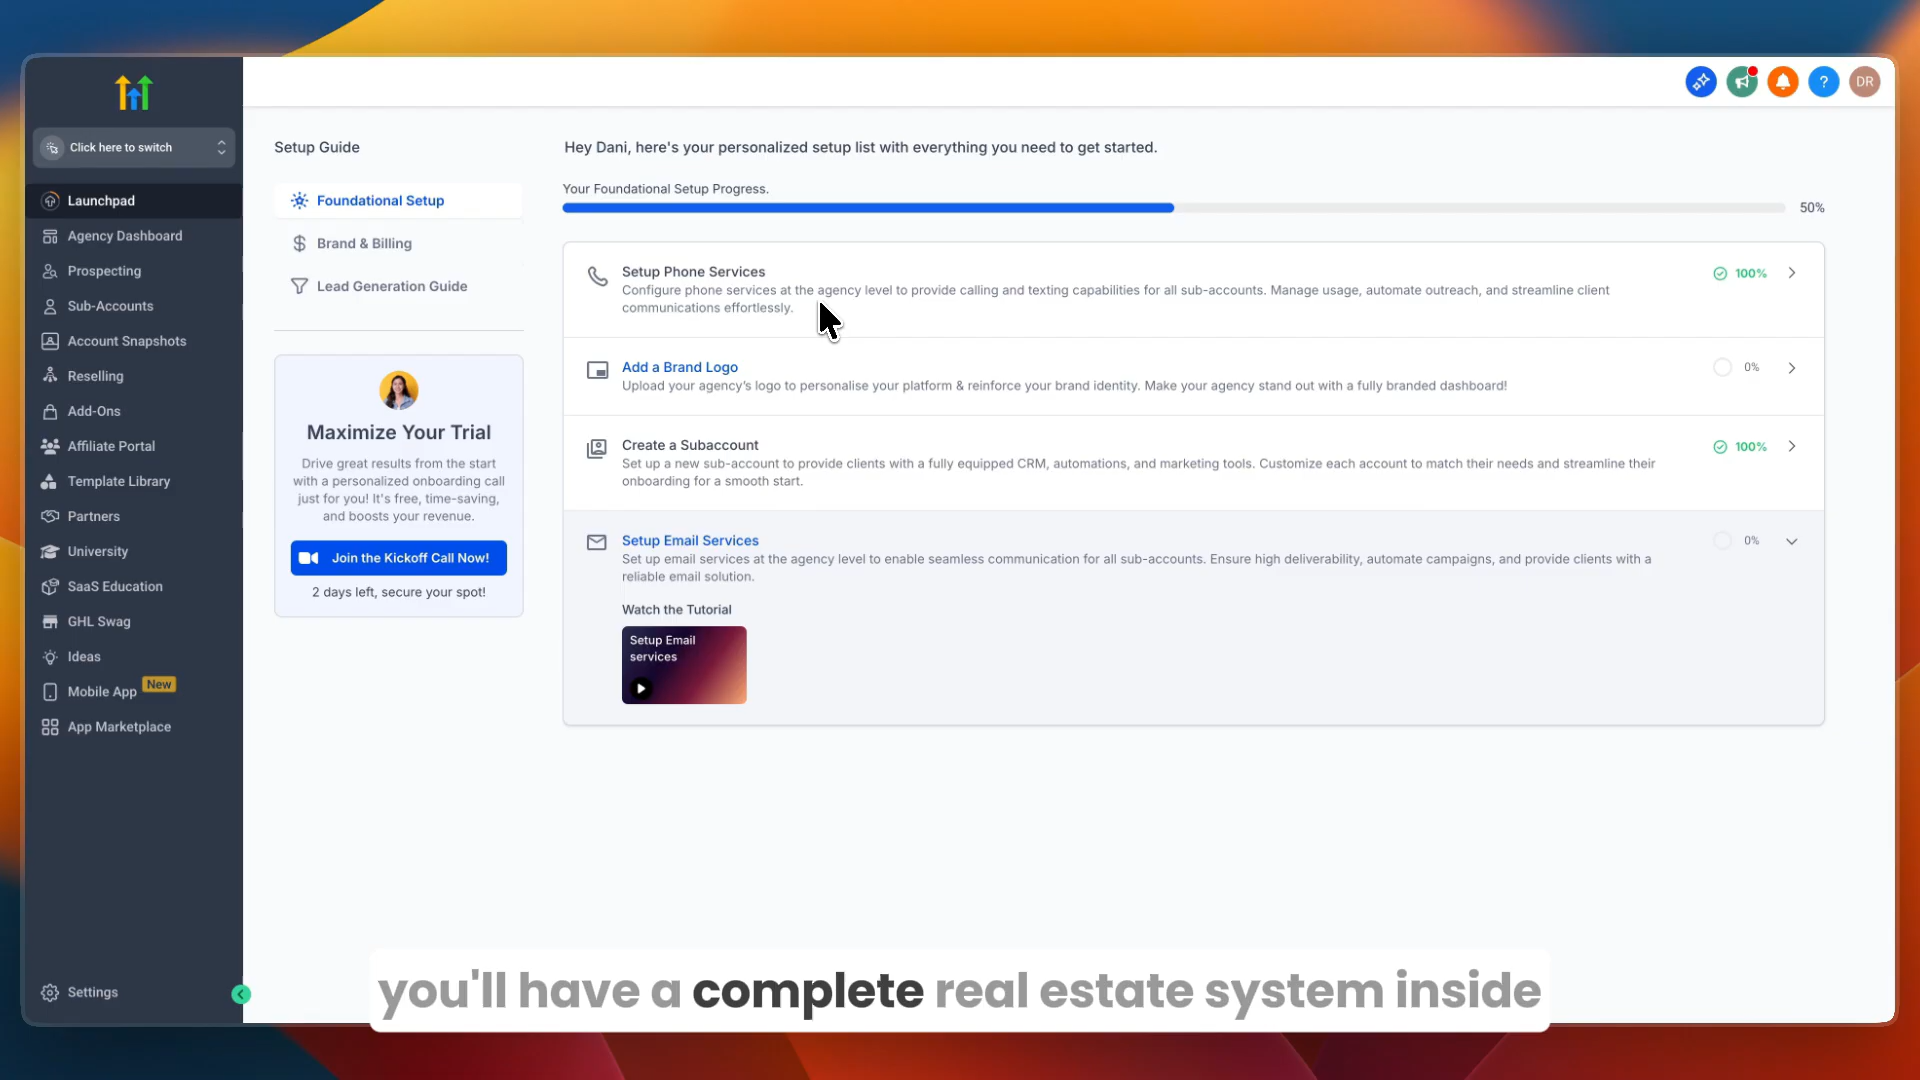 Click here to switch
Launchpad
Agency Dashboard
Prospecting
Sub-Accounts
Account Snapshots
Reselling
Add-Ons
Affiliate Portal
Template Library
Partners
University
SaaS Education
GHL Swag
Ideas
Mobile App New
App Marketplace
Settings
Setup Guide
Foundational Setup
Brand & Billing
Lead Generation Guide
Maximize Your Trial
Drive great results from the start
with a personalized onboarding call
just for you! It's free, time-saving,
and boosts your revenue.
Join the Kickoff Call Now!
2 days left, secure your spot!
? DR
Hey Dani, here's your personalized setup list with everything you need to get started.
Your Foundational Setup Progress.
50%
Setup Phone Services
Configure phone services at the agency level to provide calling and texting capabilities for all sub-accounts. Manage usage, automate outreach, and streamline client
communications effortlessly.
100%
Add a Brand Logo
Upload your agency’s logo to personalise your platform & reinforce your brand identity. Make your agency stand out with a fully branded dashboard!
0%
Create a Subaccount
Set up a new sub-account to provide clients with a fully equipped CRM, automations, and marketing tools. Customize each account to match their needs and streamline their
onboarding for a smooth start.
100%
Setup Email Services
Set up email services at the agency level to enable seamless communication for all sub-accounts. Ensure high deliverability, automate campaigns, and provide clients with a
reliable email solution.
0%
Watch the Tutorial
Setup Email
services
you'll have a complete real estate system inside